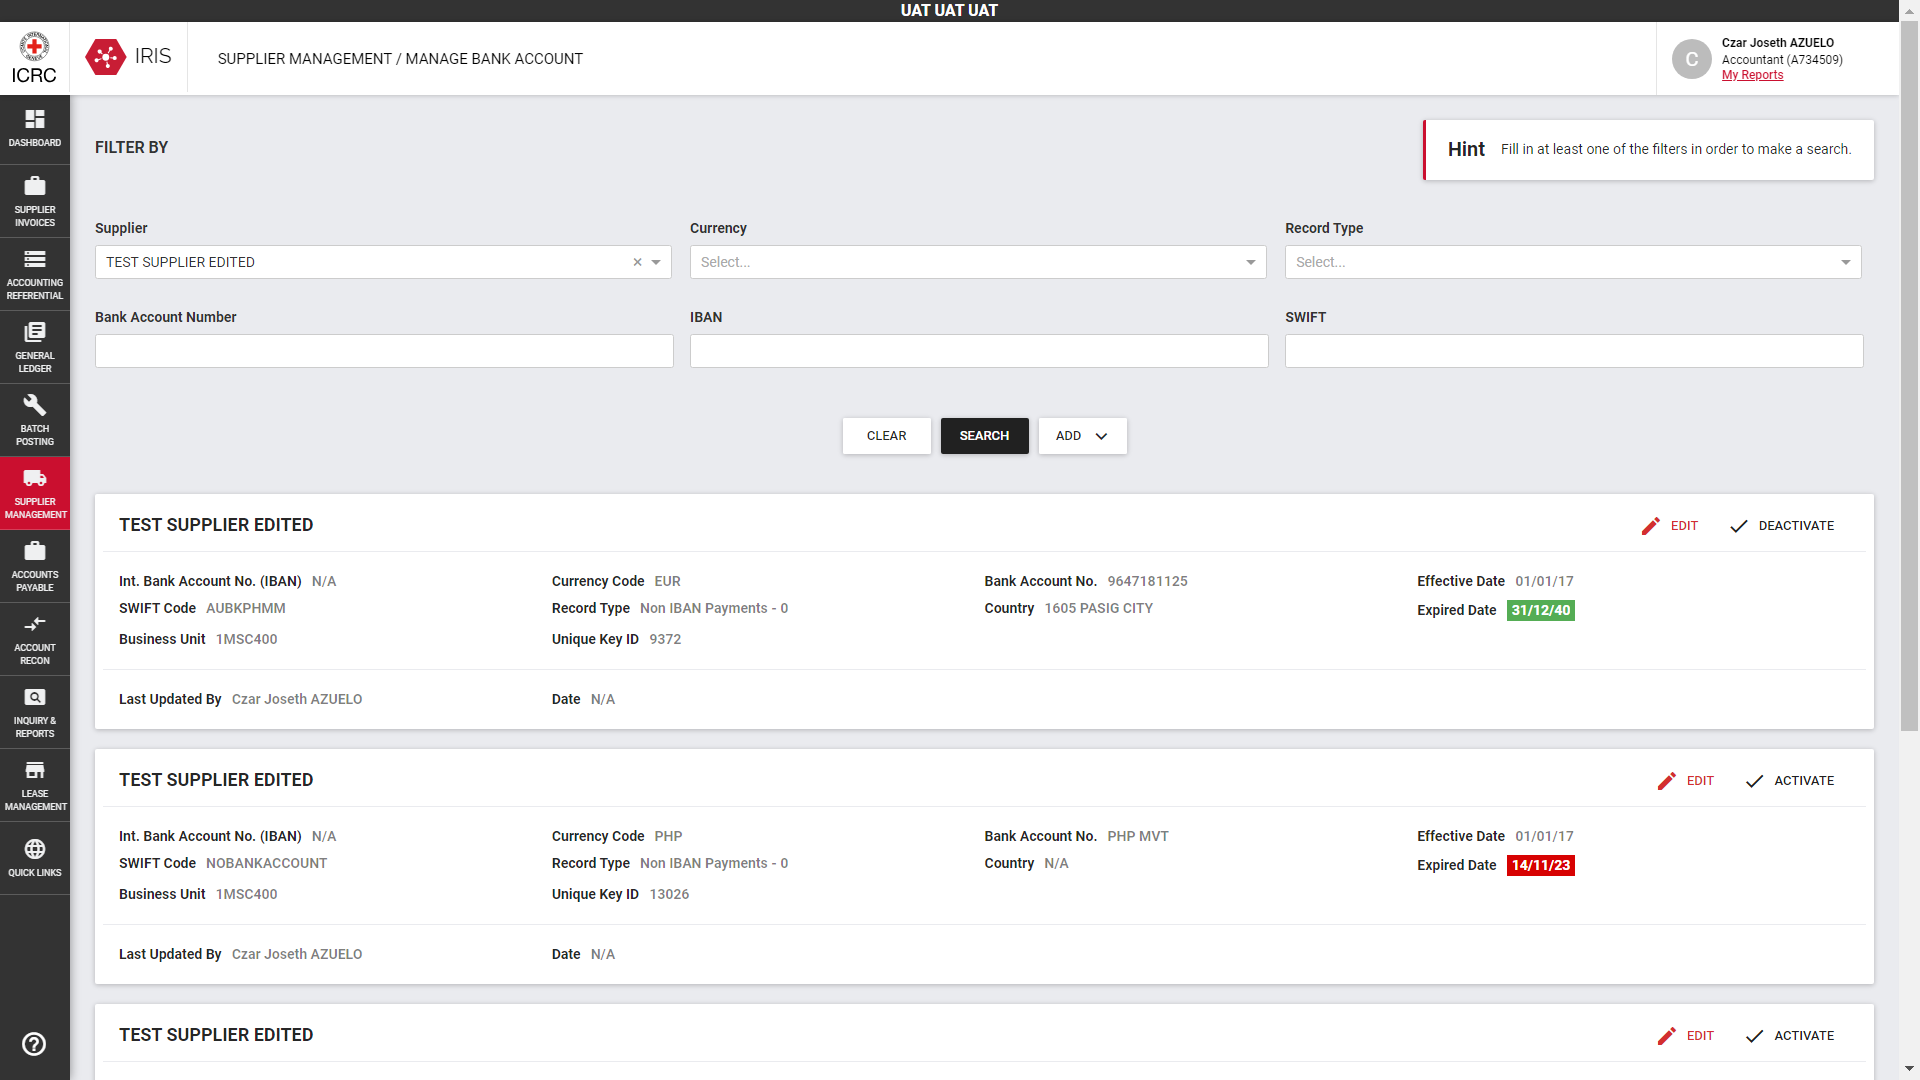 UAT UAT UAT
ICRC
IRIS
SUPPLIER MANAGEMENT / MANAGE BANK ACCOUNT
C
Czar Joseth AZUELO
Accountant (A734509)
My Reports
DASHBOARD
SUPPLIER
INVOICES
ACCOUNTING
REFERENTIAL
GENERAL
LEDGER
BATCH
POSTING
SUPPLIER
MANAGEMENT
ACCOUNTS
PAYABLE
ACCOUNT
RECON
INQUIRY &
REPORTS
LEASE
MANAGEMENT
QUICK LINKS
FILTER BY
Hint Fill in at least one of the filters in order to make a search.
Supplier Currency Record Type
TEST SUPPLIER EDITED Select... Select...
Bank Account Number IBAN SWIFT
CLEAR SEARCH ADD
TEST SUPPLIER EDITED EDIT DEACTIVATE
Int. Bank Account No. (IBAN) N/A Currency Code EUR Bank Account No. 9647181125 Effective Date 01/01/17
SWIFT Code AUBKPHMM Record Type Non IBAN Payments - 0 Country 1605 PASIG CITY Expired Date 31/12/40
Business Unit 1MSC400 Unique Key ID 9372
Last Updated By Czar Joseth AZUELO Date N/A
TEST SUPPLIER EDITED EDIT ACTIVATE
Int. Bank Account No. (IBAN) N/A Currency Code PHP Bank Account No. PHP MVT Effective Date 01/01/17
SWIFT Code NOBANKACCOUNT Record Type Non IBAN Payments - 0 Country N/A Expired Date 14/11/23
Business Unit 1MSC400 Unique Key ID 13026
Last Updated By Czar Joseth AZUELO Date N/A
TEST SUPPLIER EDITED EDIT ACTIVATE